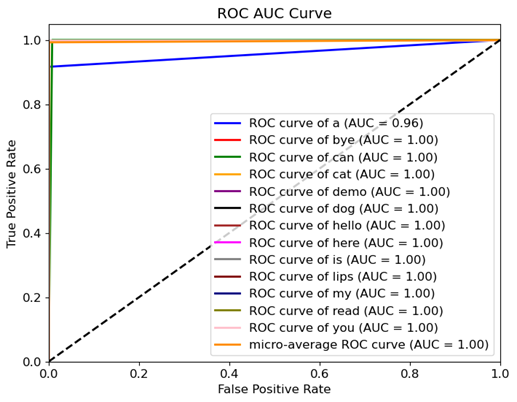 ROC AUC Curve
True Positive Rate
1.0
0.8
0.6
0.4
0.2
0.0
ROC curve of a (AUC = 0.96)
ROC curve of bye (AUC = 1.00)
ROC curve of can (AUC = 1.00)
ROC curve of cat (AUC = 1.00)
ROC curve of demo (AUC = 1.00)
ROC curve of dog (AUC = 1.00)
ROC curve of hello (AUC = 1.00)
ROC curve of here (AUC = 1.00)
ROC curve of is (AUC = 1.00)
ROC curve of lips (AUC = 1.00)
ROC curve of my (AUC = 1.00)
ROC curve of read (AUC = 1.00)
ROC curve of you (AUC = 1.00)
micro-average ROC curve (AUC = 1.00)
0.0 0.2 0.4 0.6 0.8 1.0
False Positive Rate